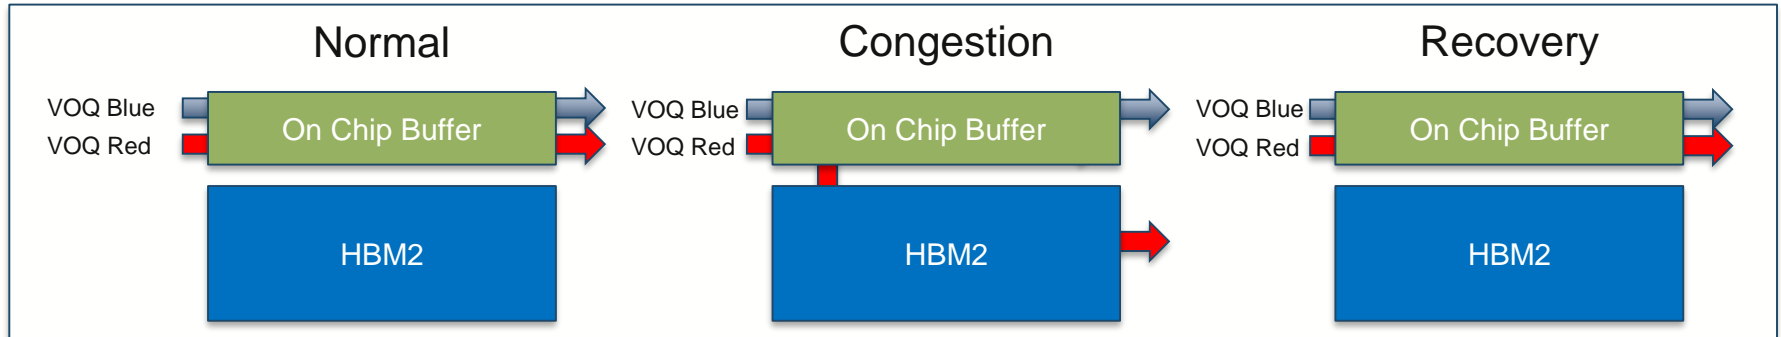 Normal
VOQ Blue
VOQ Red
On Chip Buffer
HBM2
Congestion
VOQ Blue
VOQ Red
On Chip Buffer
HBM2
Recovery
VOQ Blue
VOQ Red
On Chip Buffer
HBM2